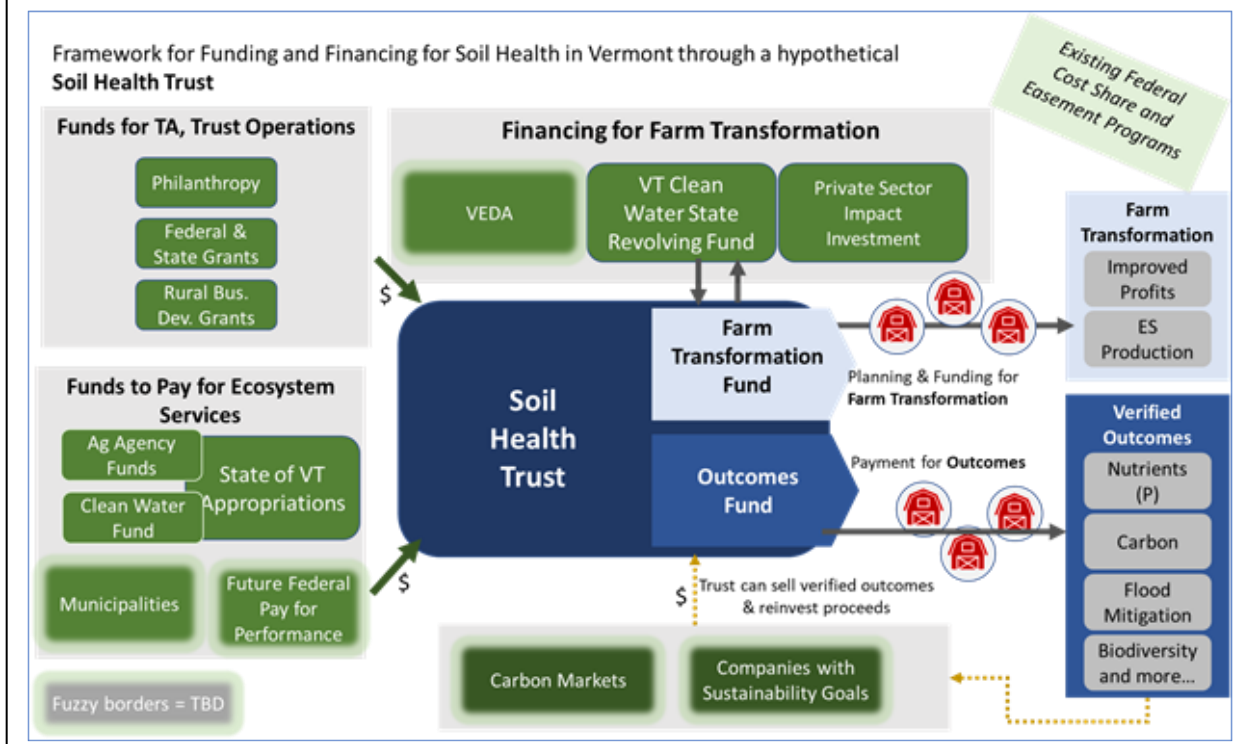 Framework for Funding and Financing for Soil Health in Vermont through a hypothetical
Soil Health Trust
Existing Federal
Cost Share and
Easement Programs
Funds for TA, Trust Operations
Philanthropy
Federal &
State Grants
Rural Bus.
Dev. Grants
$
Financing for Farm Transformation
VEDA
VT Clean
Water State
Revolving Fund
Private Sector
Impact
Investment
Farm
Transformation
Improved
Profits
ES
Production
Funds to Pay for Ecosystem
Services
Ag Agency
Funds
Clean Water
Fund
State of VT
Appropriations
Municipalities
Future Federal
Pay for
Performance
$
Fuzzy borders = TBD
Soil
Health
Trust
Farm
Transformation
Fund
Outcomes
Fund
Planning & Funding for
Farm Transformation
Payment for Outcomes
Verified
Outcomes
Nutrients
(P)
Carbon
Flood
Mitigation
Biodiversity
and more...
$
Trust can sell verified outcomes
& reinvest proceeds
Carbon Markets
Companies with
Sustainability Goals